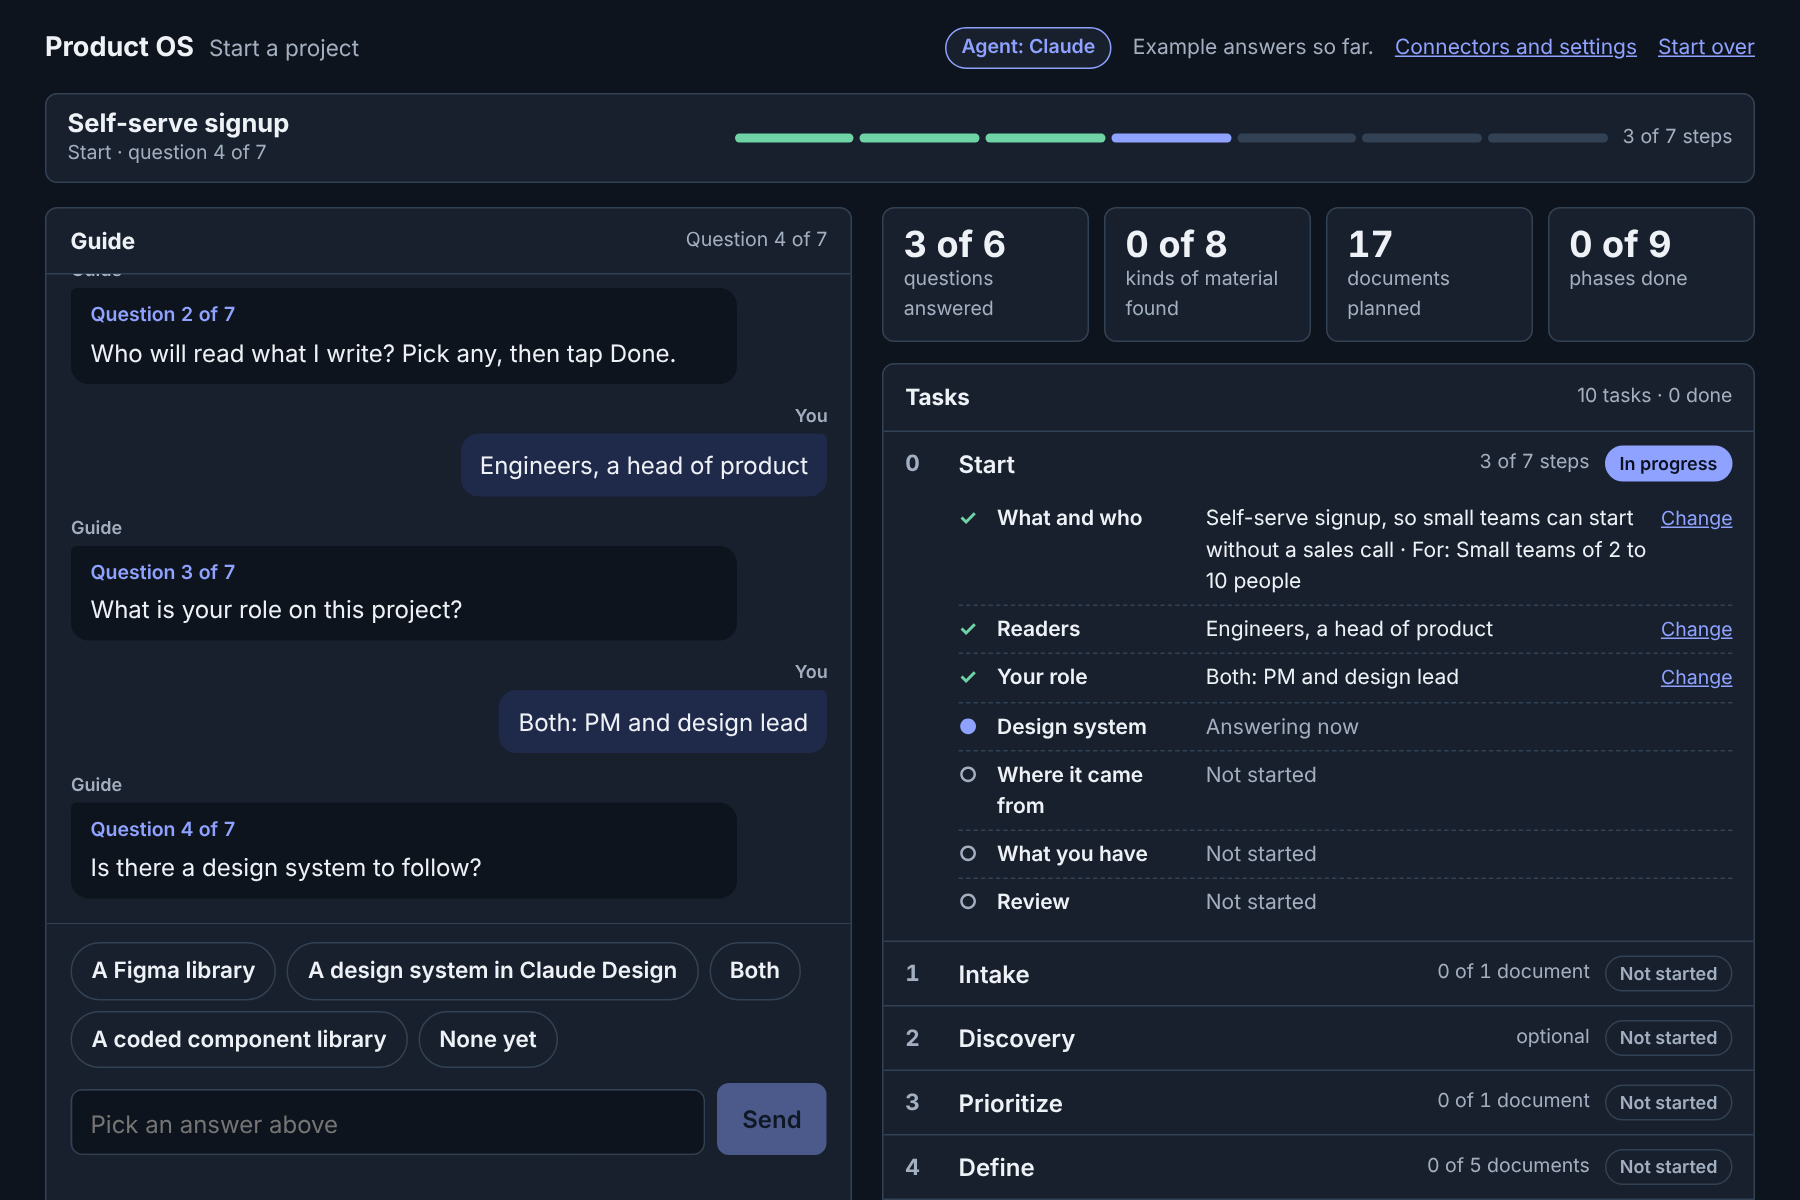 Product OS Start a project
Agent: Claude Example answers so far. Connectors and settings Start over
Self-serve signup
Start · question 4 of 7
3 of 7 steps
Guide
Question 4 of 7
Guide
Question 2 of 7
Who will read what I write? Pick any, then tap Done.
You
Engineers, a head of product
Guide
Question 3 of 7
What is your role on this project?
You
Both: PM and design lead
Guide
Question 4 of 7
Is there a design system to follow?
A Figma library
A design system in Claude Design
Both
A coded component library
None yet
Pick an answer above
Send
3 of 6
questions
answered
0 of 8
kinds of material
found
17
documents
planned
0 of 9
phases done
Tasks
10 tasks · 0 done
0 Start 3 of 7 steps In progress
What and who
Self-serve signup, so small teams can start
without a sales call · For: Small teams of 2 to
10 people
Change
Readers Engineers, a head of product Change
Your role Both: PM and design lead Change
Design system Answering now
Where it came
from
Not started
What you have Not started
Review Not started
1 Intake 0 of 1 document Not started
2 Discovery optional Not started
3 Prioritize 0 of 1 document Not started
4 Define 0 of 5 documents Not started